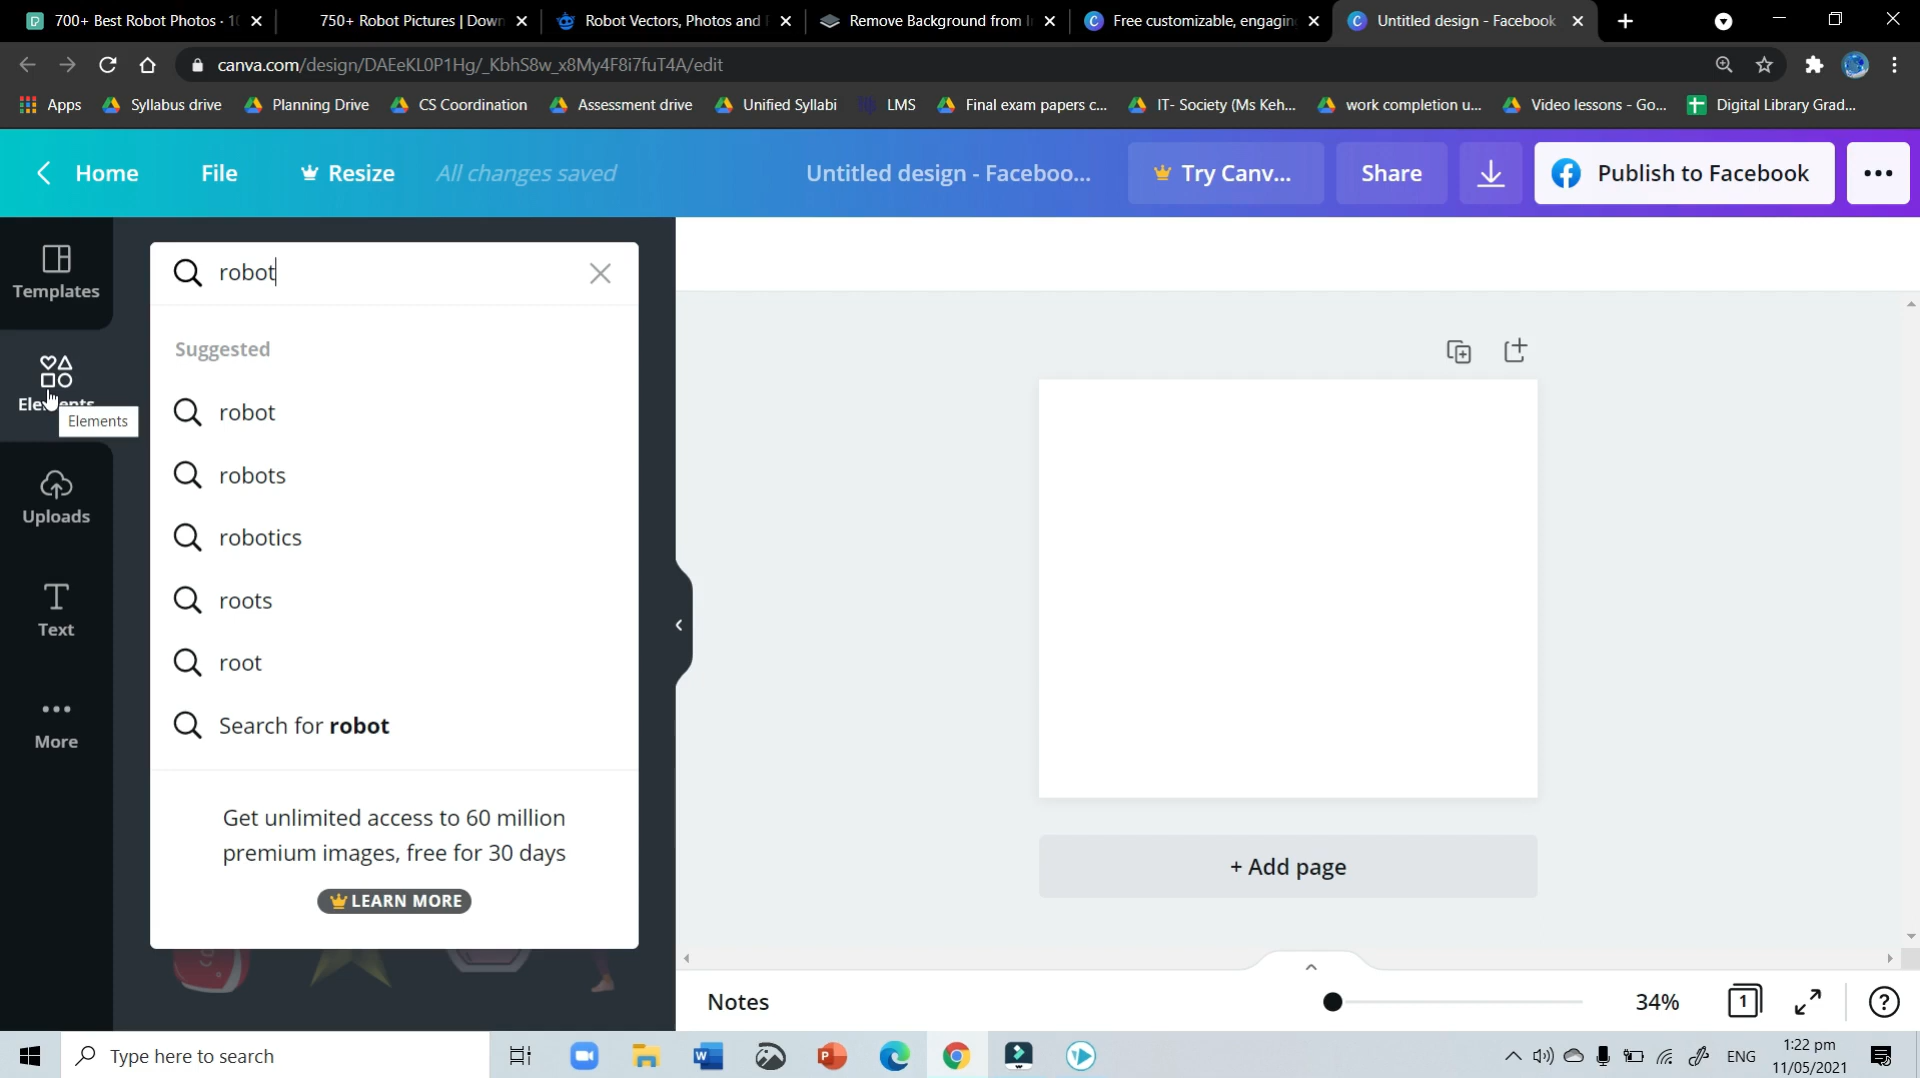 700+ Best Robot Photos · 10
750+ Robot Pictures | Down
Robot Vectors, Photos and
Remove Background from
Free customizable, engaging
Untitled design - Facebook
canva.com/design/DAEeKL0P1Hg/_KbhS8w_x8My4F8i7fuT4A/edit
Apps
Syllabus drive
Planning Drive
CS Coordination
Assessment drive
Unified Syllabi
LMS
Final exam papers c...
IT- Society (Ms Keh...
work completion u...
Video lessons - Go...
Digital Library Grad...
Home
File
Resize
All changes saved
Untitled design - Faceboo...
Try Canv...
Share
Publish to Facebook
Templates
Elements
Elements
Uploads
Text
More
robot
Suggested
robot
robots
robotics
roots
root
Search for robot
Get unlimited access to 60 million
premium images, free for 30 days
LEARN MORE
+ Add page
Notes
34%
1
Type here to search
ENG
1:22 pm
11/05/2021